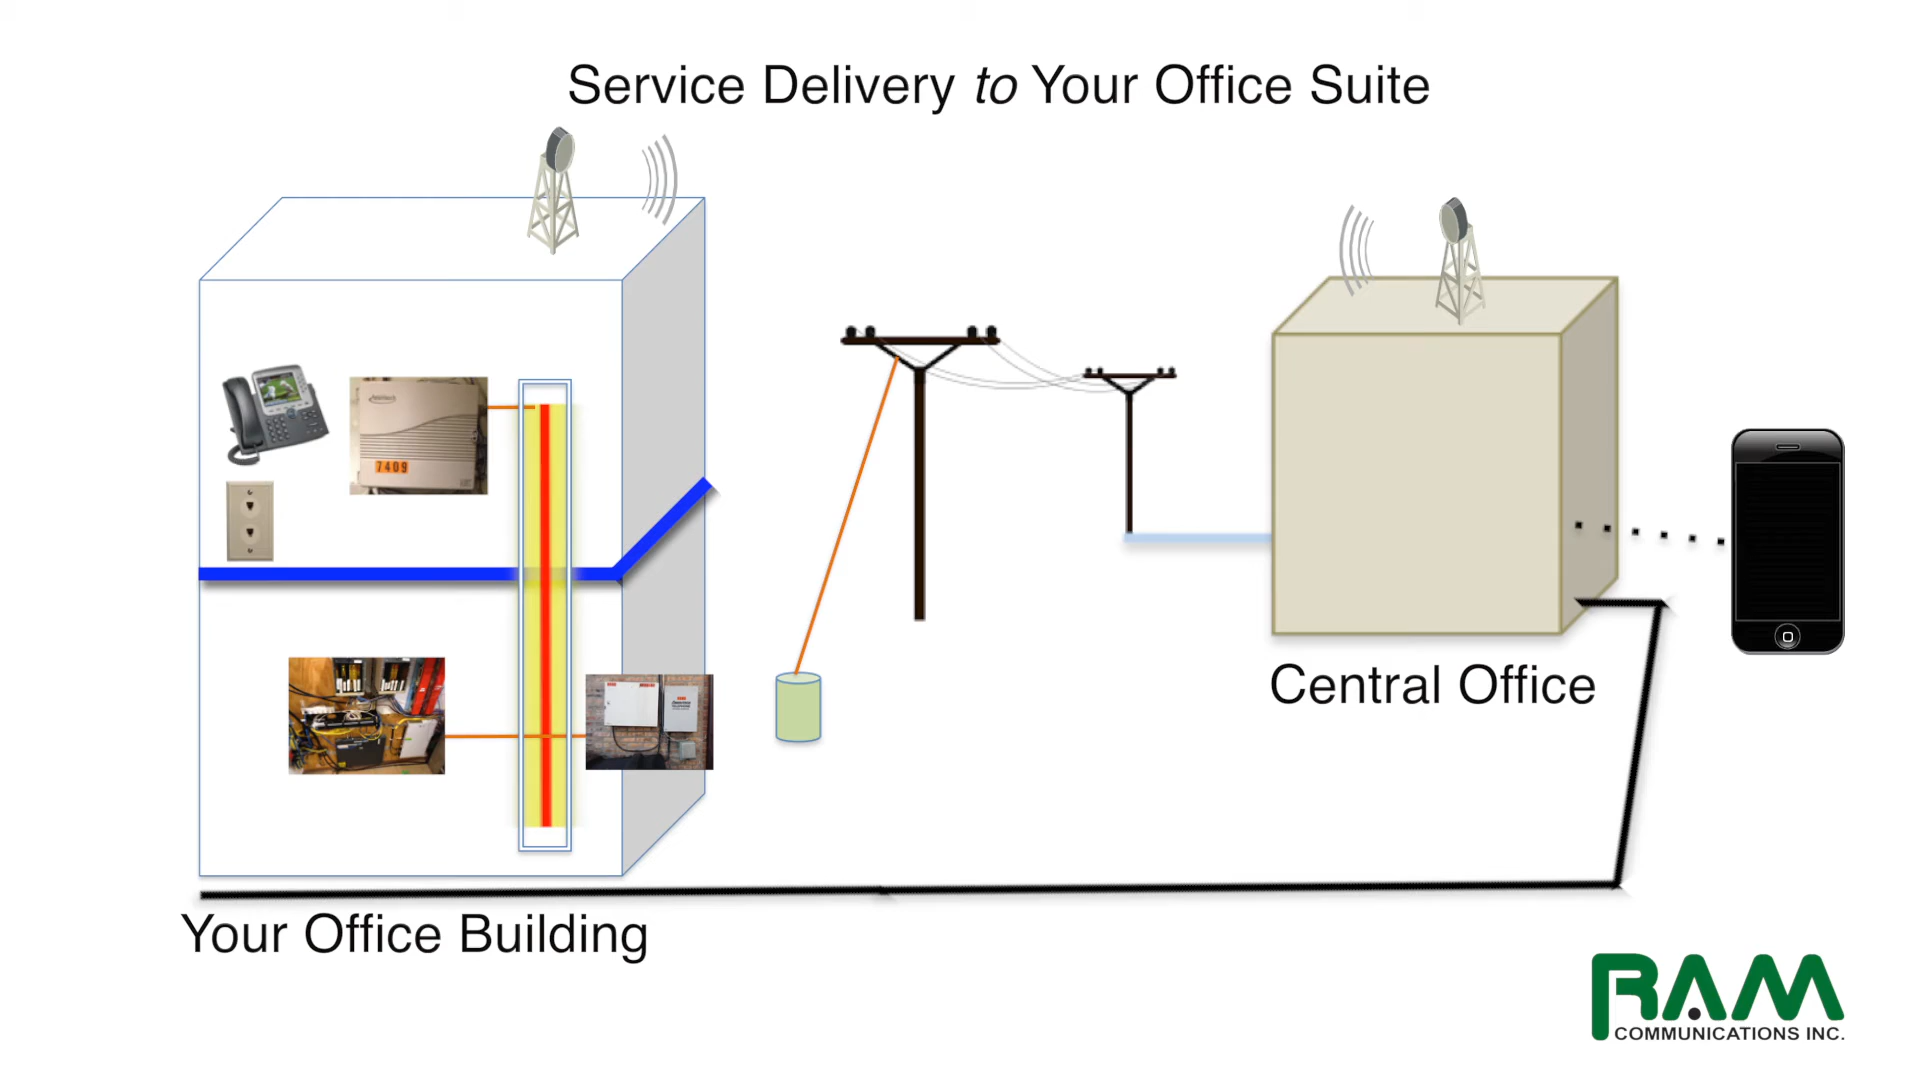 Service Delivery to Your Office Suite
7409
Central Office
Your Office Building
RAM
COMMUNICATIONS INC.